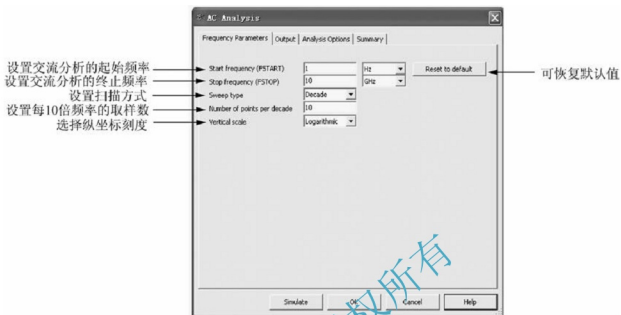 AC Analysis
Frequency Parameters Output Analysis Options Summary
设置交流分析的起始频率 Start frequency (FSTART) 1 Hz Reset to default 可恢复默认值
设置交流分析的终止频率 Stop frequency (FSTOP) 10 GHz
设置扫描方式 Sweep type Decade
设置每10倍频率的取样数 Number of points per decade 10
选择纵坐标刻度 Vertical scale Logarithmic
权所有
Simulate OK Cancel Help